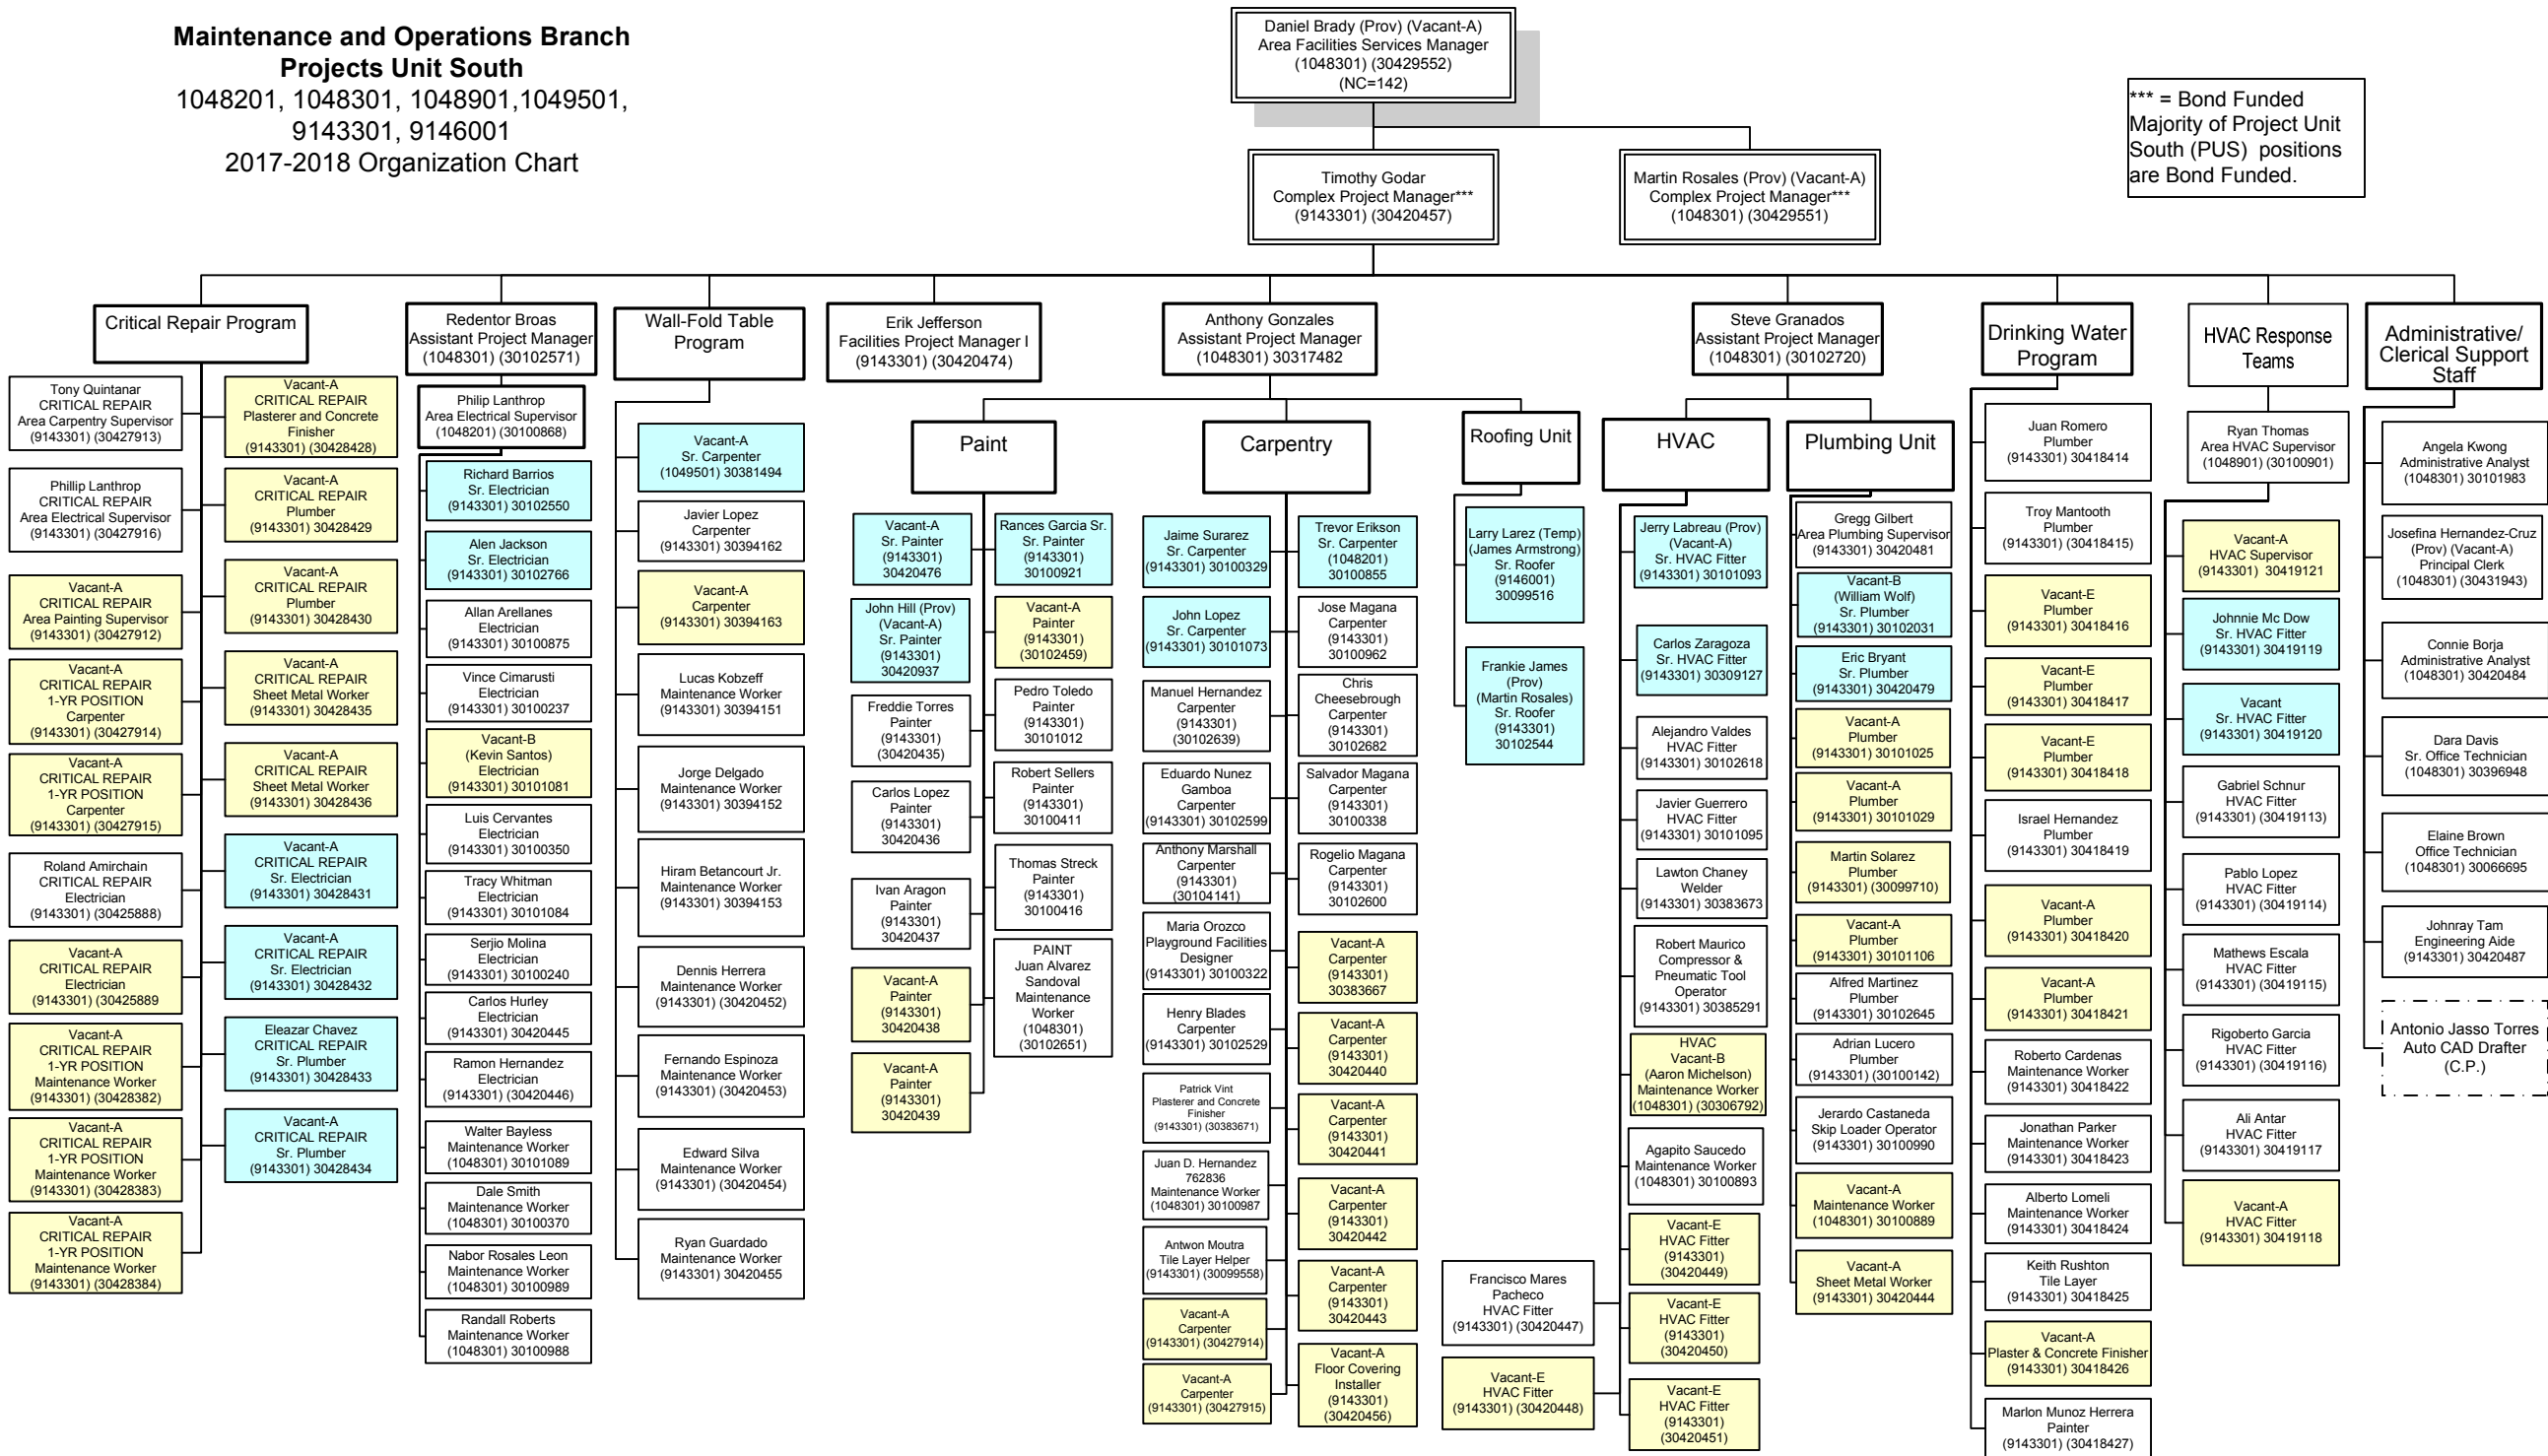 Maintenance and Operations Branch
Projects Unit South
1048201, 1048301, 1048901,1049501,
9143301, 9146001
2017-2018 Organization Chart
Daniel Brady (Prov) (Vacant-A)
Area Facilities Services Manager
(1048301) (30429552)
(NC=142)
*** = Bond Funded
Majority of Project Unit
South (PUS) positions
are Bond Funded.
Timothy Godar
Complex Project Manager***
(9143301) (30420457)
Martin Rosales (Prov) (Vacant-A)
Complex Project Manager***
(1048301) (30429551)
Critical Repair Program
Tony Quintanar
CRITICAL REPAIR
Area Carpentry Supervisor
(9143301) (30427913)
Phillip Lanthrop
CRITICAL REPAIR
Area Electrical Supervisor
(9143301) (30427916)
Vacant-A
CRITICAL REPAIR
Area Painting Supervisor
(9143301) (30427912)
Vacant-A
CRITICAL REPAIR
1-YR POSITION
Carpenter
(9143301) (30427914)
Vacant-A
CRITICAL REPAIR
1-YR POSITION
Carpenter
(9143301) (30427915)
Roland Amirchain
CRITICAL REPAIR
Electrician
(9143301) (30425888)
Vacant-A
CRITICAL REPAIR
Electrician
(9143301) (30425889
Vacant-A
CRITICAL REPAIR
1-YR POSITION
Maintenance Worker
(9143301) (30428382)
Vacant-A
CRITICAL REPAIR
1-YR POSITION
Maintenance Worker
(9143301) (30428383)
Vacant-A
CRITICAL REPAIR
1-YR POSITION
Maintenance Worker
(9143301) (30428384)
Vacant-A
CRITICAL REPAIR
Plasterer and Concrete
Finisher
(9143301) (30428428)
Vacant-A
CRITICAL REPAIR
Plumber
(9143301) 30428429
Vacant-A
CRITICAL REPAIR
Plumber
(9143301) 30428430
Vacant-A
CRITICAL REPAIR
Sheet Metal Worker
(9143301) 30428435
Vacant-A
CRITICAL REPAIR
Sheet Metal Worker
(9143301) 30428436
Vacant-A
CRITICAL REPAIR
Sr. Electrician
(9143301) 30428431
Vacant-A
CRITICAL REPAIR
Sr. Electrician
(9143301) 30428432
Eleazar Chavez
CRITICAL REPAIR
Sr. Plumber
(9143301) 30428433
Vacant-A
CRITICAL REPAIR
Sr. Plumber
(9143301) 30428434
Redentor Broas
Assistant Project Manager
(1048301) (30102571)
Philip Lanthrop
Area Electrical Supervisor
(1048201) (30100868)
Richard Barrios
Sr. Electrician
(9143301) 30102550
Alen Jackson
Sr. Electrician
(9143301) 30102766
Allan Arellanes
Electrician
(9143301) 30100875
Vince Cimarusti
Electrician
(9143301) 30100237
Vacant-B
(Kevin Santos)
Electrician
(9143301) 30101081
Luis Cervantes
Electrician
(9143301) 30100350
Tracy Whitman
Electrician
(9143301) 30101084
Serjio Molina
Electrician
(9143301) 30100240
Carlos Hurley
Electrician
(9143301) 30420445
Ramon Hernandez
Electrician
(9143301) (30420446)
Walter Bayless
Maintenance Worker
(1048301) 30101089
Dale Smith
Maintenance Worker
(1048301) 30100370
Nabor Rosales Leon
Maintenance Worker
(1048301) 30100989
Randall Roberts
Maintenance Worker
(1048301) 30100988
Wall-Fold Table
Program
Vacant-A
Sr. Carpenter
(1049501) 30381494
Javier Lopez
Carpenter
(9143301) 30394162
Vacant-A
Carpenter
(9143301) 30394163
Lucas Kobzeff
Maintenance Worker
(9143301) 30394151
Jorge Delgado
Maintenance Worker
(9143301) 30394152
Hiram Betancourt Jr.
Maintenance Worker
(9143301) 30394153
Dennis Herrera
Maintenance Worker
(9143301) (30420452)
Fernando Espinoza
Maintenance Worker
(9143301) (30420453)
Edward Silva
Maintenance Worker
(9143301) (30420454)
Ryan Guardado
Maintenance Worker
(9143301) 30420455
Erik Jefferson
Facilities Project Manager I
(9143301) (30420474)
Anthony Gonzales
Assistant Project Manager
(1048301) 30317482
Paint
Vacant-A
Sr. Painter
(9143301)
30420476
John Hill (Prov)
(Vacant-A)
Sr. Painter
(9143301)
30420937
Freddie Torres
Painter
(9143301)
(30420435)
Carlos Lopez
Painter
(9143301)
30420436
Ivan Aragon
Painter
(9143301)
30420437
Vacant-A
Painter
(9143301)
30420438
Vacant-A
Painter
(9143301)
30420439
Rances Garcia Sr.
Sr. Painter
(9143301)
30100921
Vacant-A
Painter
(9143301)
(30102459)
Pedro Toledo
Painter
(9143301)
30101012
Robert Sellers
Painter
(9143301)
30100411
Thomas Streck
Painter
(9143301)
30100416
PAINT
Juan Alvarez
Sandoval
Maintenance
Worker
(1048301)
(30102651)
Carpentry
Jaime Surarez
Sr. Carpenter
(9143301) 30100329
John Lopez
Sr. Carpenter
(9143301) 30101073
Manuel Hernandez
Carpenter
(9143301)
(30102639)
Eduardo Nunez
Gamboa
Carpenter
(9143301) 30102599
Anthony Marshall
Carpenter
(9143301)
(30104141)
Maria Orozco
Playground Facilities
Designer
(9143301) 30100322
Henry Blades
Carpenter
(9143301) 30102529
Patrick Vint
Plasterer and Concrete
Finisher
(9143301) (30383671)
Juan D. Hernandez
762836
Maintenance Worker
(1048301) 30100987
Antwon Moutra
Tile Layer Helper
(9143301) (30099558)
Vacant-A
Carpenter
(9143301) (30427914)
Vacant-A
Carpenter
(9143301) (30427915)
Trevor Erikson
Sr. Carpenter
(1048201)
30100855
Jose Magana
Carpenter
(9143301)
30100962
Chris
Cheesebrough
Carpenter
(9143301)
30102682
Salvador Magana
Carpenter
(9143301)
30100338
Rogelio Magana
Carpenter
(9143301)
30102600
Vacant-A
Carpenter
(9143301)
30383667
Vacant-A
Carpenter
(9143301)
30420440
Vacant-A
Carpenter
(9143301)
30420441
Vacant-A
Carpenter
(9143301)
30420442
Vacant-A
Carpenter
(9143301)
30420443
Vacant-A
Floor Covering
Installer
(9143301)
(30420456)
Roofing Unit
Larry Larez (Temp)
(James Armstrong)
Sr. Roofer
(9146001)
30099516
Frankie James
(Prov)
(Martin Rosales)
Sr. Roofer
(9143301)
30102544
Steve Granados
Assistant Project Manager
(1048301) (30102720)
HVAC
Jerry Labreau (Prov)
(Vacant-A)
Sr. HVAC Fitter
(9143301) 30101093
Carlos Zaragoza
Sr. HVAC Fitter
(9143301) 30309127
Alejandro Valdes
HVAC Fitter
(9143301) 30102618
Javier Guerrero
HVAC Fitter
(9143301) 30101095
Lawton Chaney
Welder
(9143301) 30383673
Robert Maurico
Compressor &
Pneumatic Tool
Operator
(9143301) 30385291
HVAC
Vacant-B
(Aaron Michelson)
Maintenance Worker
(1048301) (30306792)
Agapito Saucedo
Maintenance Worker
(1048301) 30100893
Vacant-E
HVAC Fitter
(9143301)
(30420449)
Vacant-E
HVAC Fitter
(9143301)
(30420450)
Vacant-E
HVAC Fitter
(9143301)
(30420451)
Francisco Mares
Pacheco
HVAC Fitter
(9143301) (30420447)
Vacant-E
HVAC Fitter
(9143301) (30420448)
Plumbing Unit
Gregg Gilbert
Area Plumbing Supervisor
(9143301) 30420481
Vacant-B
(William Wolf)
Sr. Plumber
(9143301) 30102031
Eric Bryant
Sr. Plumber
(9143301) 30420479
Vacant-A
Plumber
(9143301) 30101025
Vacant-A
Plumber
(9143301) 30101029
Martin Solarez
Plumber
(9143301) (30099710)
Vacant-A
Plumber
(9143301) 30101106
Alfred Martinez
Plumber
(9143301) 30102645
Adrian Lucero
Plumber
(9143301) (30100142)
Jerardo Castaneda
Skip Loader Operator
(9143301) 30100990
Vacant-A
Maintenance Worker
(1048301) 30100889
Vacant-A
Sheet Metal Worker
(9143301) 30420444
Drinking Water
Program
Juan Romero
Plumber
(9143301) 30418414
Troy Mantooth
Plumber
(9143301) (30418415)
Vacant-E
Plumber
(9143301) 30418416
Vacant-E
Plumber
(9143301) 30418417
Vacant-E
Plumber
(9143301) 30418418
Israel Hernandez
Plumber
(9143301) 30418419
Vacant-A
Plumber
(9143301) 30418420
Vacant-A
Plumber
(9143301) 30418421
Roberto Cardenas
Maintenance Worker
(9143301) 30418422
Jonathan Parker
Maintenance Worker
(9143301) 30418423
Alberto Lomeli
Maintenance Worker
(9143301) 30418424
Keith Rushton
Tile Layer
(9143301) 30418425
Vacant-A
Plaster & Concrete Finisher
(9143301) 30418426
Marlon Munoz Herrera
Painter
(9143301) (30418427)
HVAC Response
Teams
Ryan Thomas
Area HVAC Supervisor
(1048901) (30100901)
Vacant-A
HVAC Supervisor
(9143301) 30419121
Johnnie Mc Dow
Sr. HVAC Fitter
(9143301) 30419119
Vacant
Sr. HVAC Fitter
(9143301) 30419120
Gabriel Schnur
HVAC Fitter
(9143301) (30419113)
Pablo Lopez
HVAC Fitter
(9143301) (30419114)
Mathews Escala
HVAC Fitter
(9143301) (30419115)
Rigoberto Garcia
HVAC Fitter
(9143301) (30419116)
Ali Antar
HVAC Fitter
(9143301) 30419117
Vacant-A
HVAC Fitter
(9143301) 30419118
Administrative/
Clerical Support
Staff
Angela Kwong
Administrative Analyst
(1048301) 30101983
Josefina Hernandez-Cruz
(Prov) (Vacant-A)
Principal Clerk
(1048301) (30431943)
Connie Borja
Administrative Analyst
(1048301) 30420484
Dara Davis
Sr. Office Technician
(1048301) 30396948
Elaine Brown
Office Technician
(1048301) 30066695
Johnray Tam
Engineering Aide
(9143301) 30420487
Antonio Jasso Torres
Auto CAD Drafter
(C.P.)